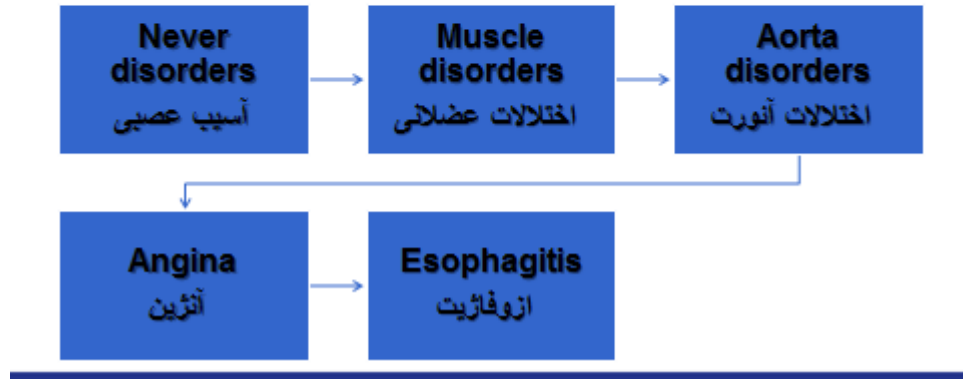 Never
disorders
آسیب عصبی
Muscle
disorders
اختلالات عضلانی
Aorta
disorders
اختلالات آئورت
Angina
آنژین
Esophagitis
ازوفاژیت